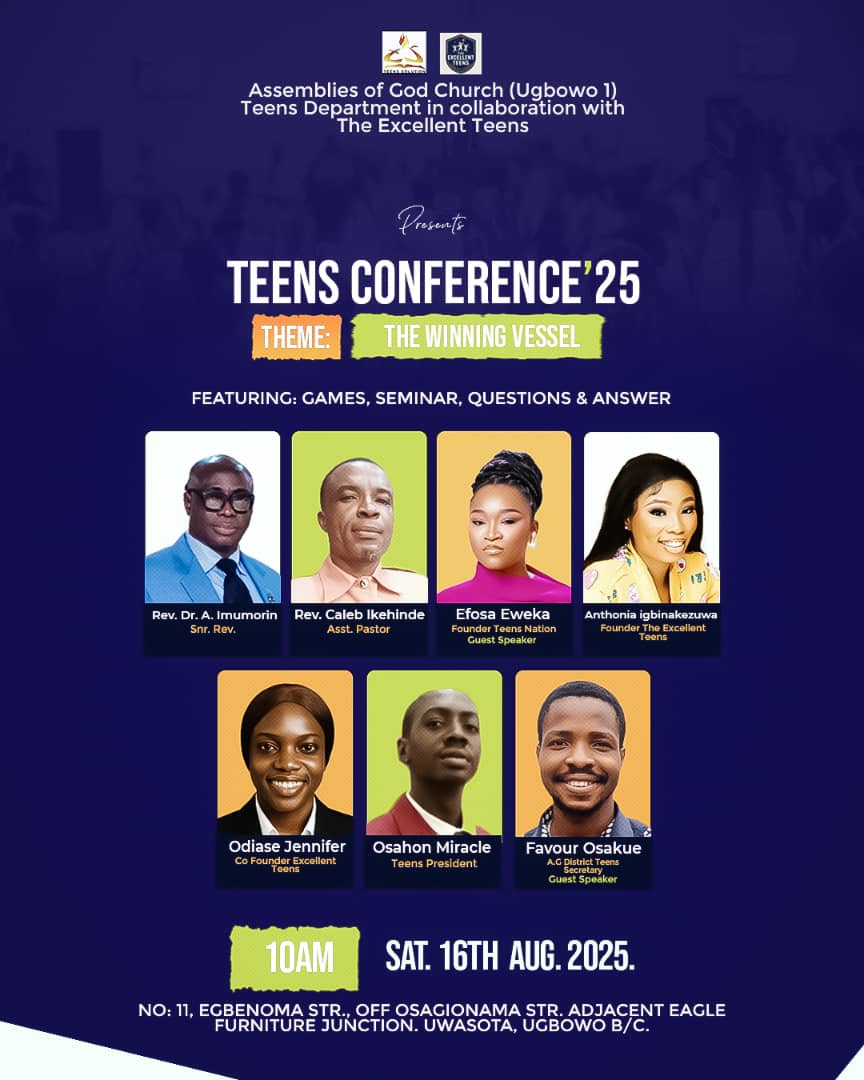 EXCELLENT
TEENS
Assemblies of God Church (Ugbowo 1)
Teens Department in collaboration with
The Excellent Teens
Presents
TEENS CONFERENCE'25
THEME: THE WINNING VESSEL
FEATURING: GAMES, SEMINAR, QUESTIONS & ANSWER
Rev. Dr. A. Imumorin
Snr. Rev.
Rev. Caleb Ikehinde
Asst. Pastor
Efosa Eweka
Founder Teens Nation
Guest Speaker
Anthonia igbinakezuwa
Founder The Excellent
Teens
Odiase Jennifer
Co Founder Excellent
Teens
Osahon Miracle
Teens President
Favour Osakue
A.G District Teens
Secretary
Guest Speaker
10AM SAT. 16TH AUG. 2025.
NO: 11, EGBENOMA STR., OFF OSAGIONAMA STR. ADJACENT EAGLE
FURNITURE JUNCTION. UWASOTA, UGBOWO B/C.